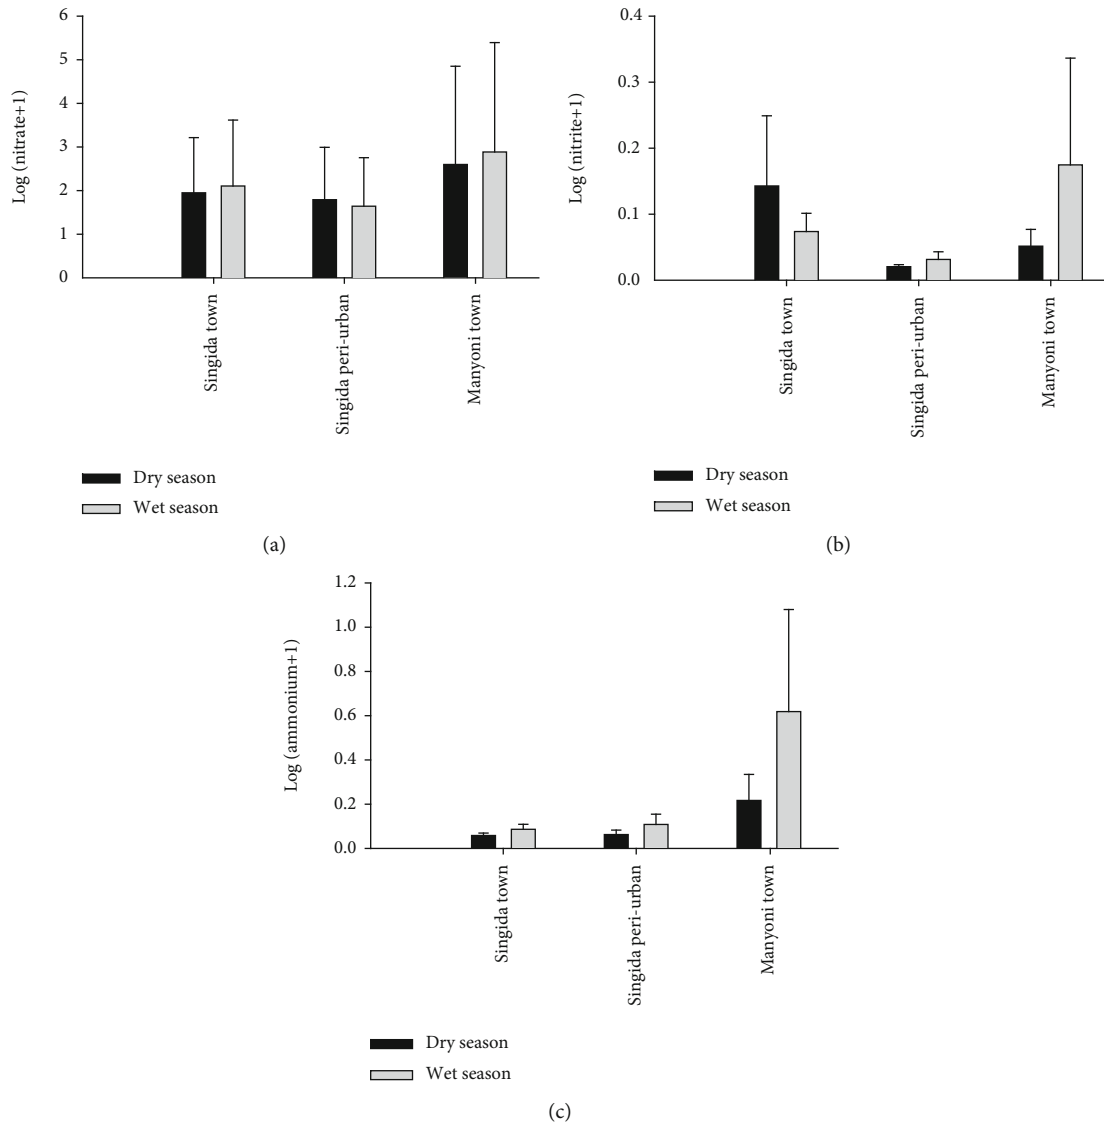 6
5
4
3
2
1
0
Log (nitrate+1)
Singida town
Singida peri-urban
Manyoni town
Dry season
Wet season
(a)
0.4
0.3
0.2
0.1
0.0
Log (nitrite+1)
Singida town
Singida peri-urban
Manyoni town
Dry season
Wet season
(b)
1.2
1.0
0.8
0.6
0.4
0.2
0.0
Log (ammonium+1)
Singida town
Singida peri-urban
Manyoni town
Dry season
Wet season
(c)